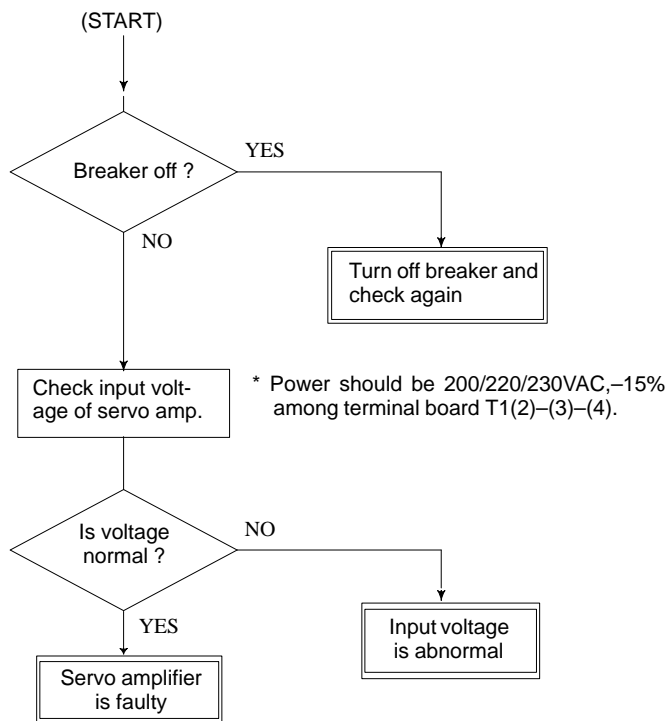 (START)
Breaker off ?
YES
NO
Turn off breaker and
check again
Check input volt-
age of servo amp.
* Power should be 200/220/230VAC,–15%
among terminal board T1(2)–(3)–(4).
Is voltage
normal ?
NO
YES
Input voltage
is abnormal
Servo amplifier
is faulty